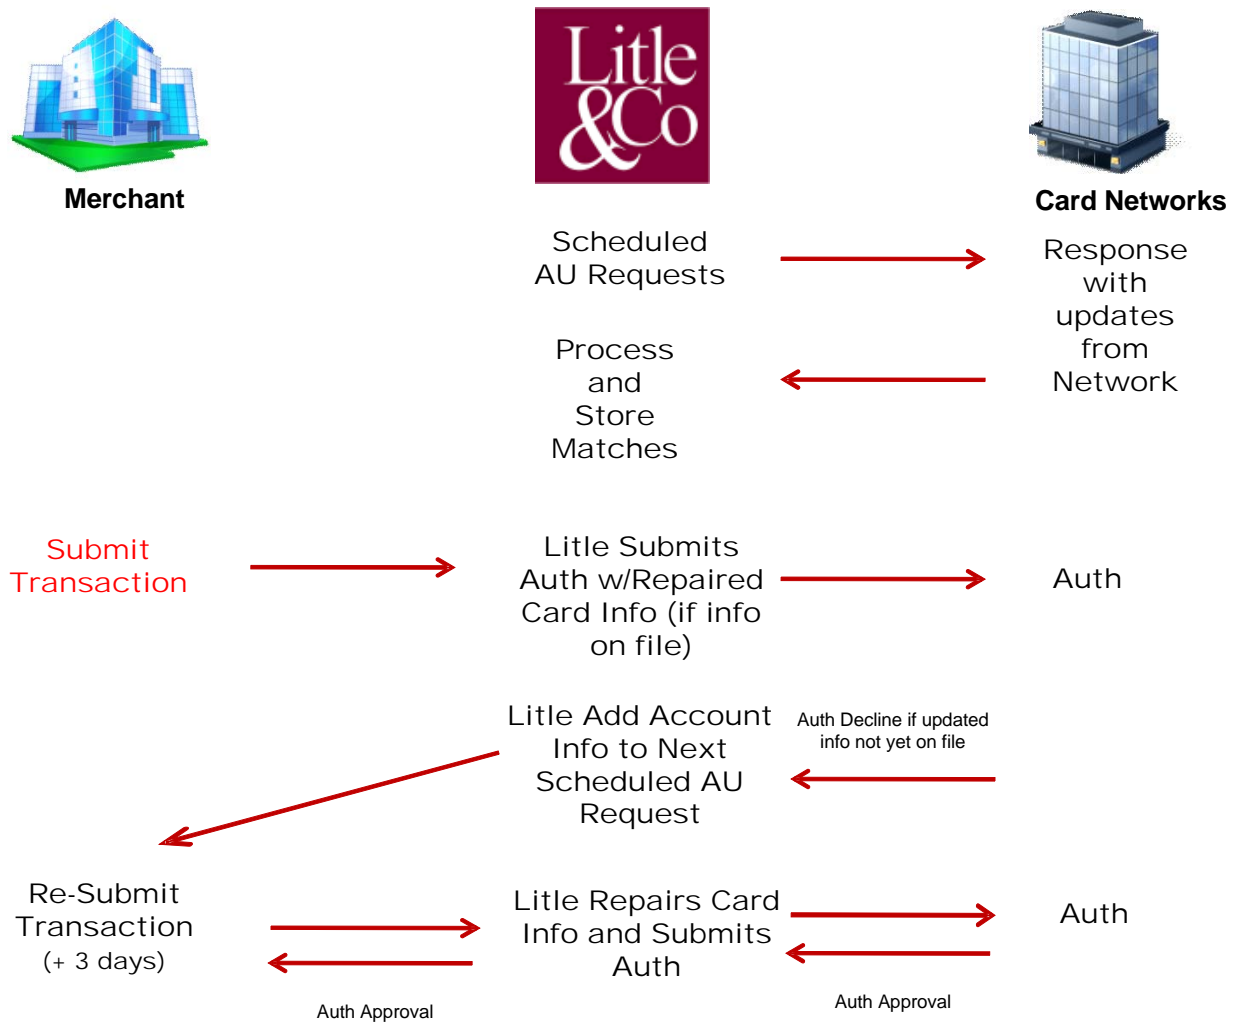 Litle
&Co
Merchant
Card Networks
Scheduled
AU Requests
Response
with
updates
from
Network
Process
and
Store
Matches
Submit
Transaction
Litle Submits
Auth w/Repaired
Card Info (if info
on file)
Auth
Litle Add Account
Info to Next
Scheduled AU
Request
Auth Decline if updated
info not yet on file
Re-Submit
Transaction
(+ 3 days)
Litle Repairs Card
Info and Submits
Auth
Auth
Auth Approval
Auth Approval